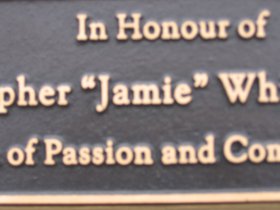 In Honour of
pher “Jamie” Wh
of Passion and Com